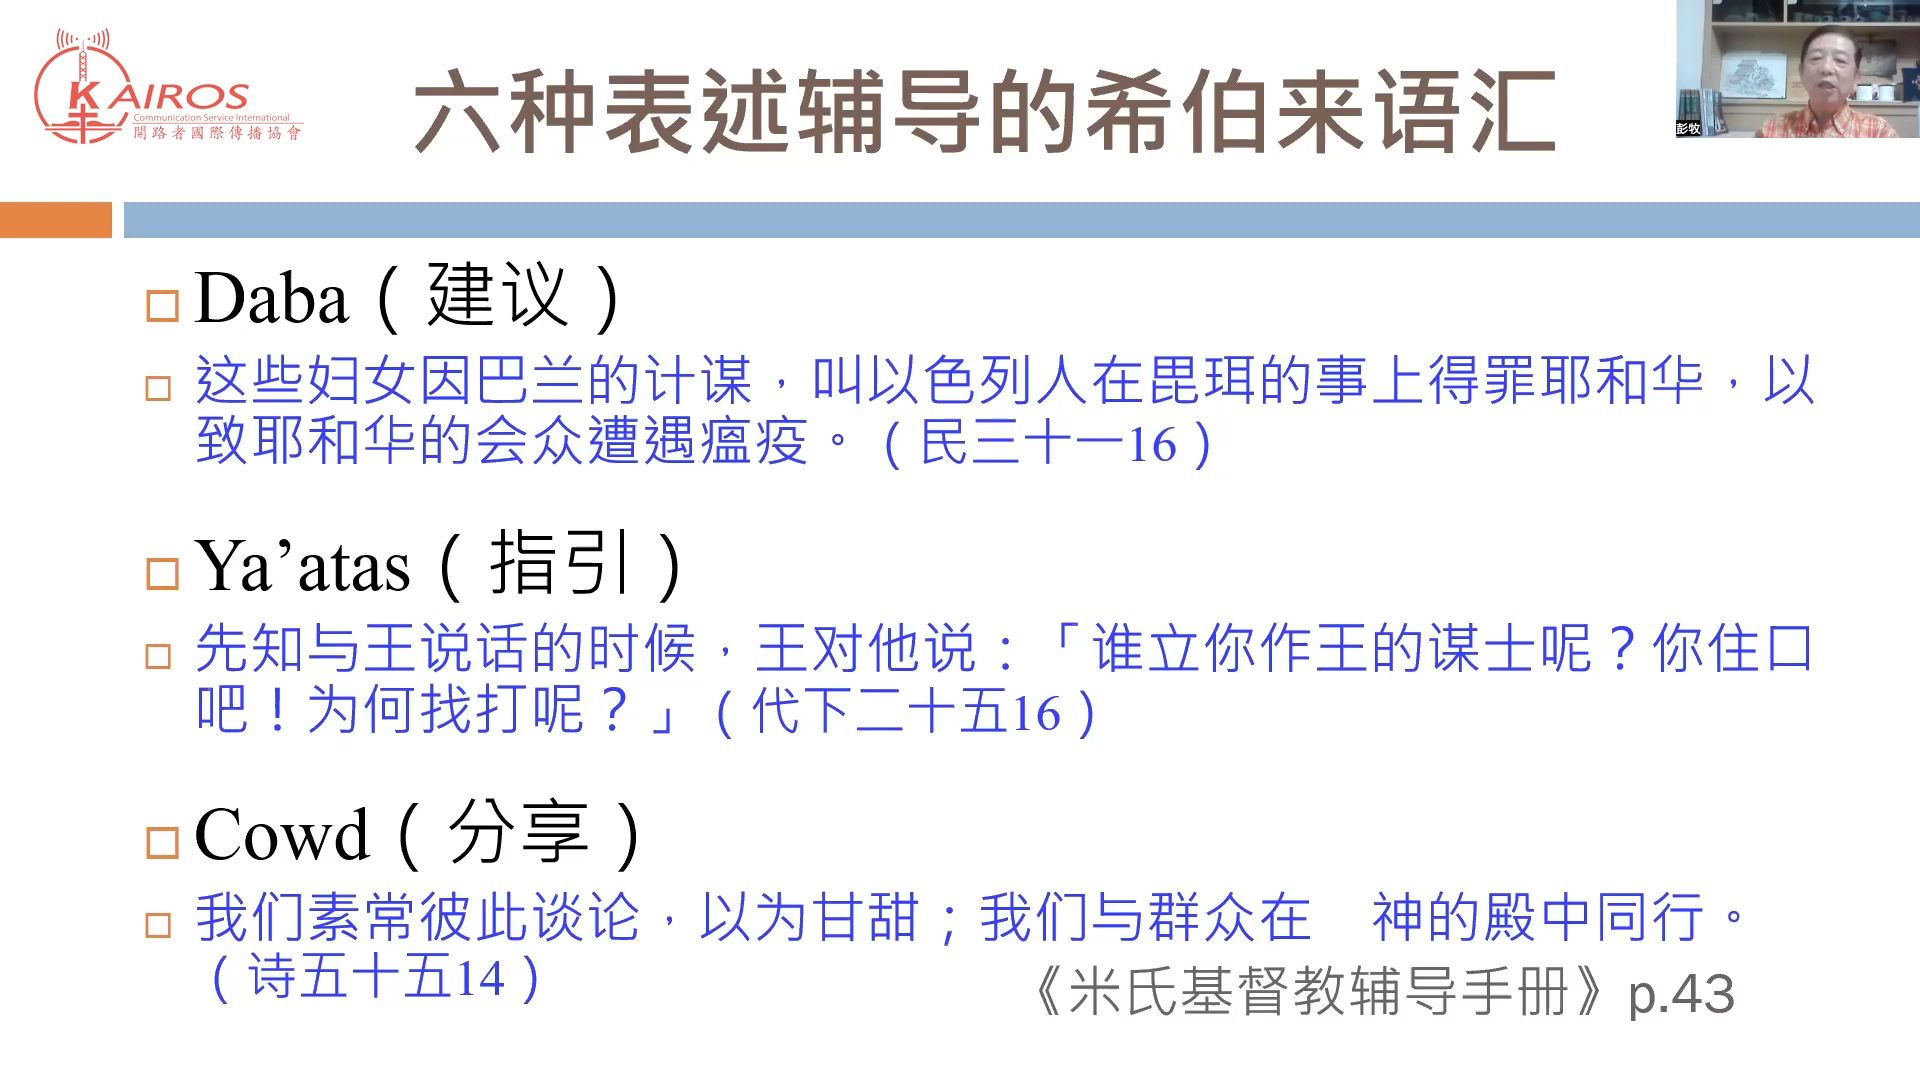 KAIROS
Communication Service International
開路者國際傳播協會
六种表述辅导的希伯来语汇
彭牧
Daba（建议）
这些妇女因巴兰的计谋，叫以色列人在毘珥的事上得罪耶和华，以
致耶和华的会众遭遇瘟疫。（民三十一16）
Ya’atas（指引）
先知与王说话的时候，王对他说：「谁立你作王的谋士呢？你住口
吧！为何找打呢？」（代下二十五16）
Cowd（分享）
我们素常彼此谈论，以为甘甜；我们与群众在　神的殿中同行。
（诗五十五14）
《米氏基督教辅导手册》p.43